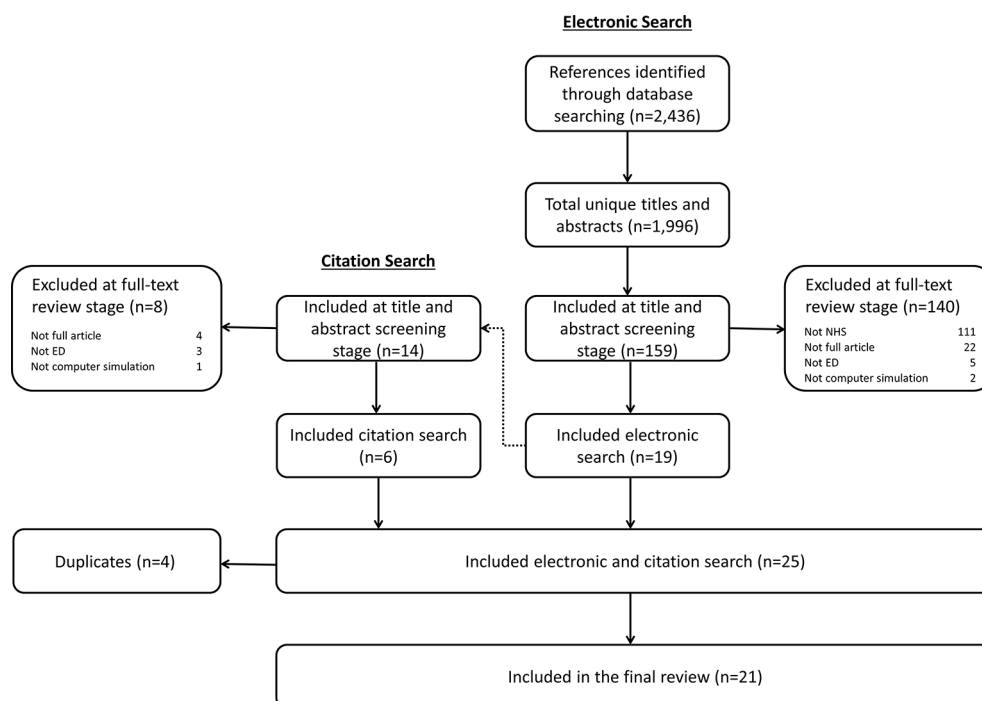 Electronic Search
References identified
through database
searching (n=2,436)
Total unique titles and
abstracts (n=1,996)
Citation Search
Excluded at full-text
review stage (n=8)
Not full article 4
Not ED 3
Not computer simulation 1
Included at title and
abstract screening
stage (n=14)
Included at title and
abstract screening
stage (n=159)
Excluded at full-text
review stage (n=140)
Not NHS 111
Not full article 22
Not ED 5
Not computer simulation 2
Included citation search
(n=6)
Included electronic
search (n=19)
Duplicates (n=4)
Included electronic and citation search (n=25)
Included in the final review (n=21)